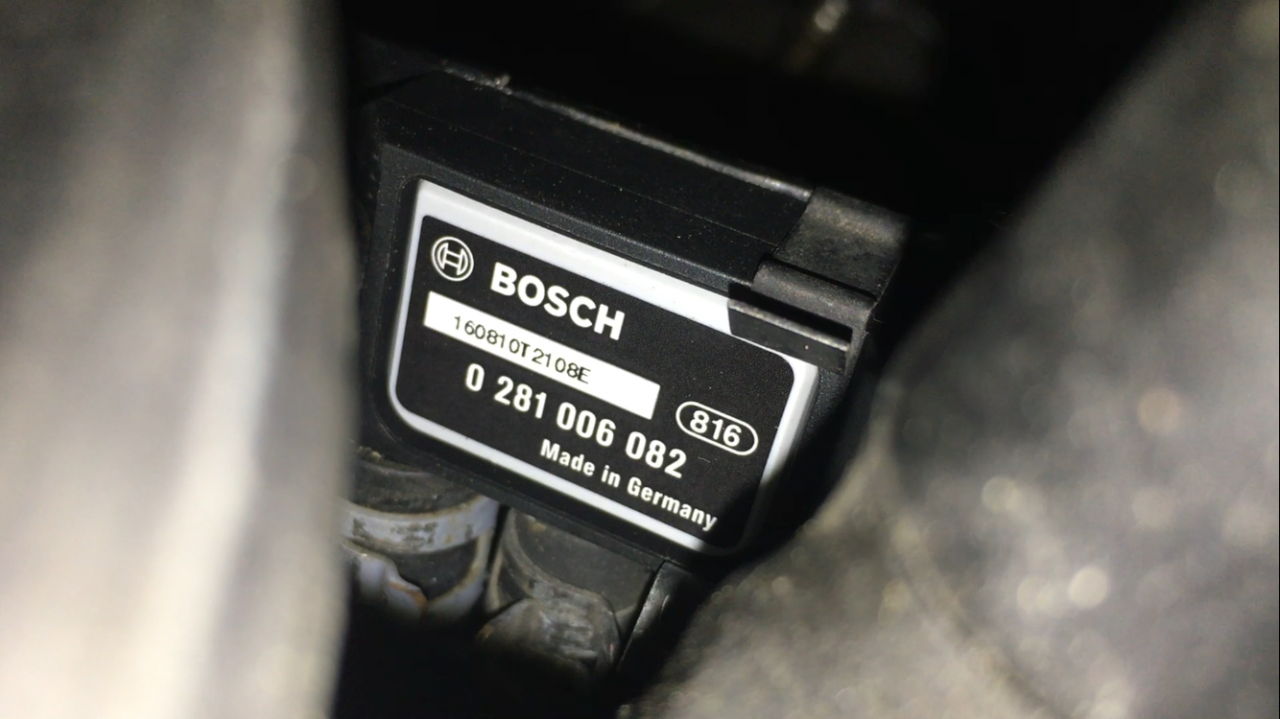 BOSCH
160810T2108E
0 281 006 082
816
Made in Germany